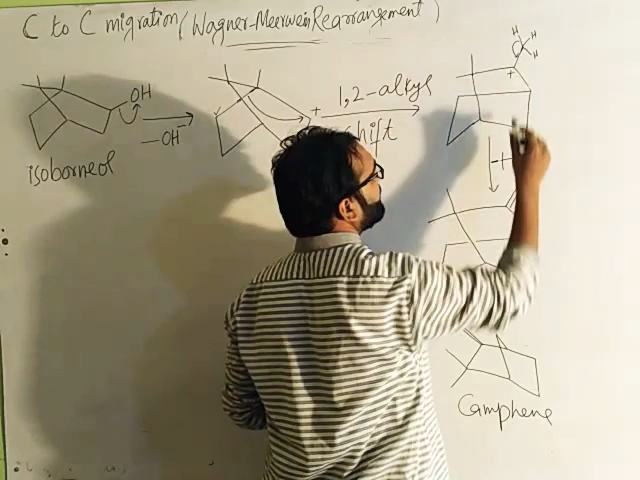 C to C migration (Wagner-Meerwein Rearrangement)
OH
-OH⁻
isoborneol
+
1,2-alkyl
shift
H
H
H
+
-H
Camphene